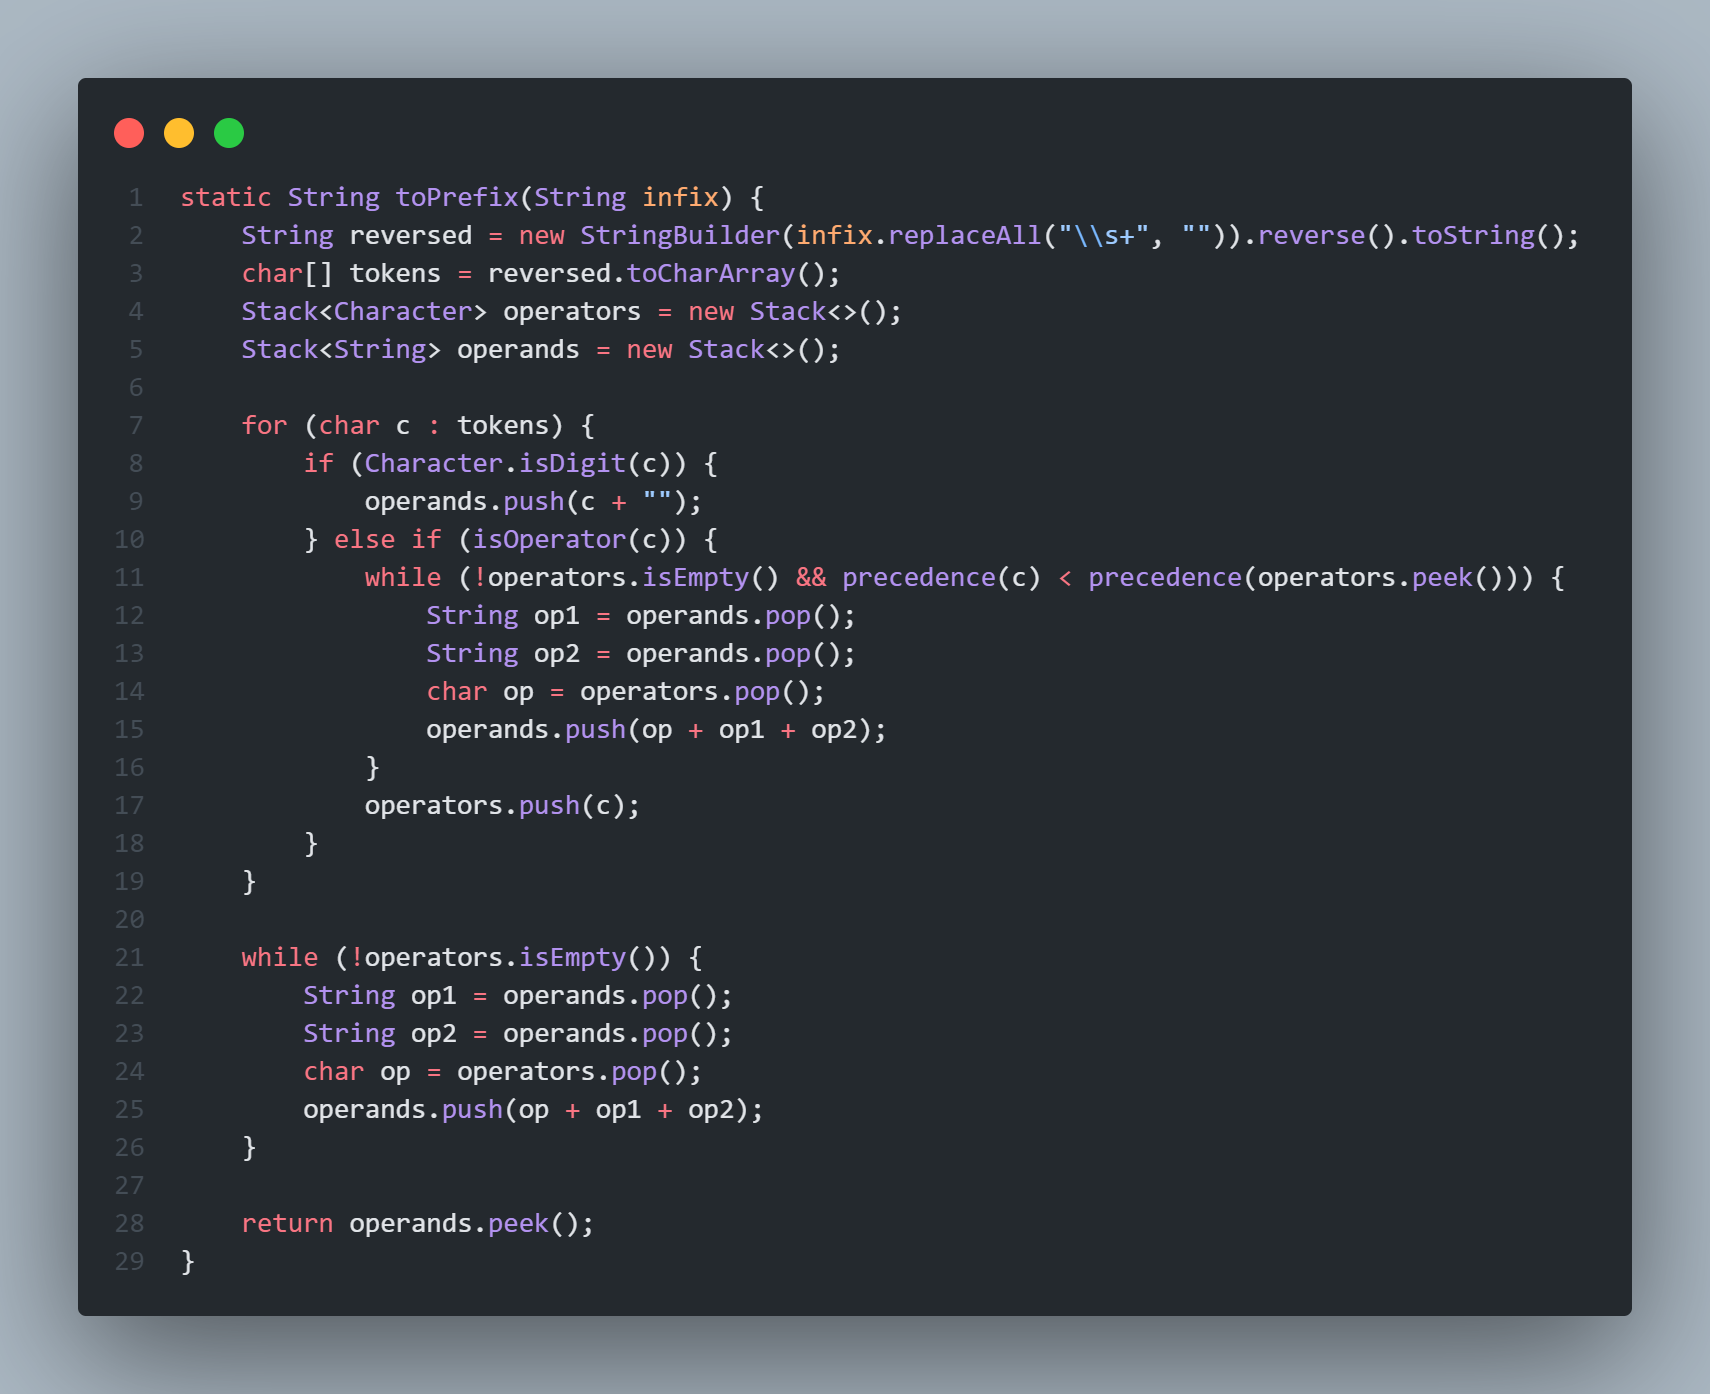 1 static String toPrefix(String infix) {
2     String reversed = new StringBuilder(infix.replaceAll("\\s+", "")).reverse().toString();
3     char[] tokens = reversed.toCharArray();
4     Stack<Character> operators = new Stack<>();
5     Stack<String> operands = new Stack<>();
6
7     for (char c : tokens) {
8         if (Character.isDigit(c)) {
9             operands.push(c + "");
10         } else if (isOperator(c)) {
11             while (!operators.isEmpty() && precedence(c) < precedence(operators.peek())) {
12                 String op1 = operands.pop();
13                 String op2 = operands.pop();
14                 char op = operators.pop();
15                 operands.push(op + op1 + op2);
16             }
17             operators.push(c);
18         }
19     }
20
21     while (!operators.isEmpty()) {
22         String op1 = operands.pop();
23         String op2 = operands.pop();
24         char op = operators.pop();
25         operands.push(op + op1 + op2);
26     }
27
28     return operands.peek();
29 }